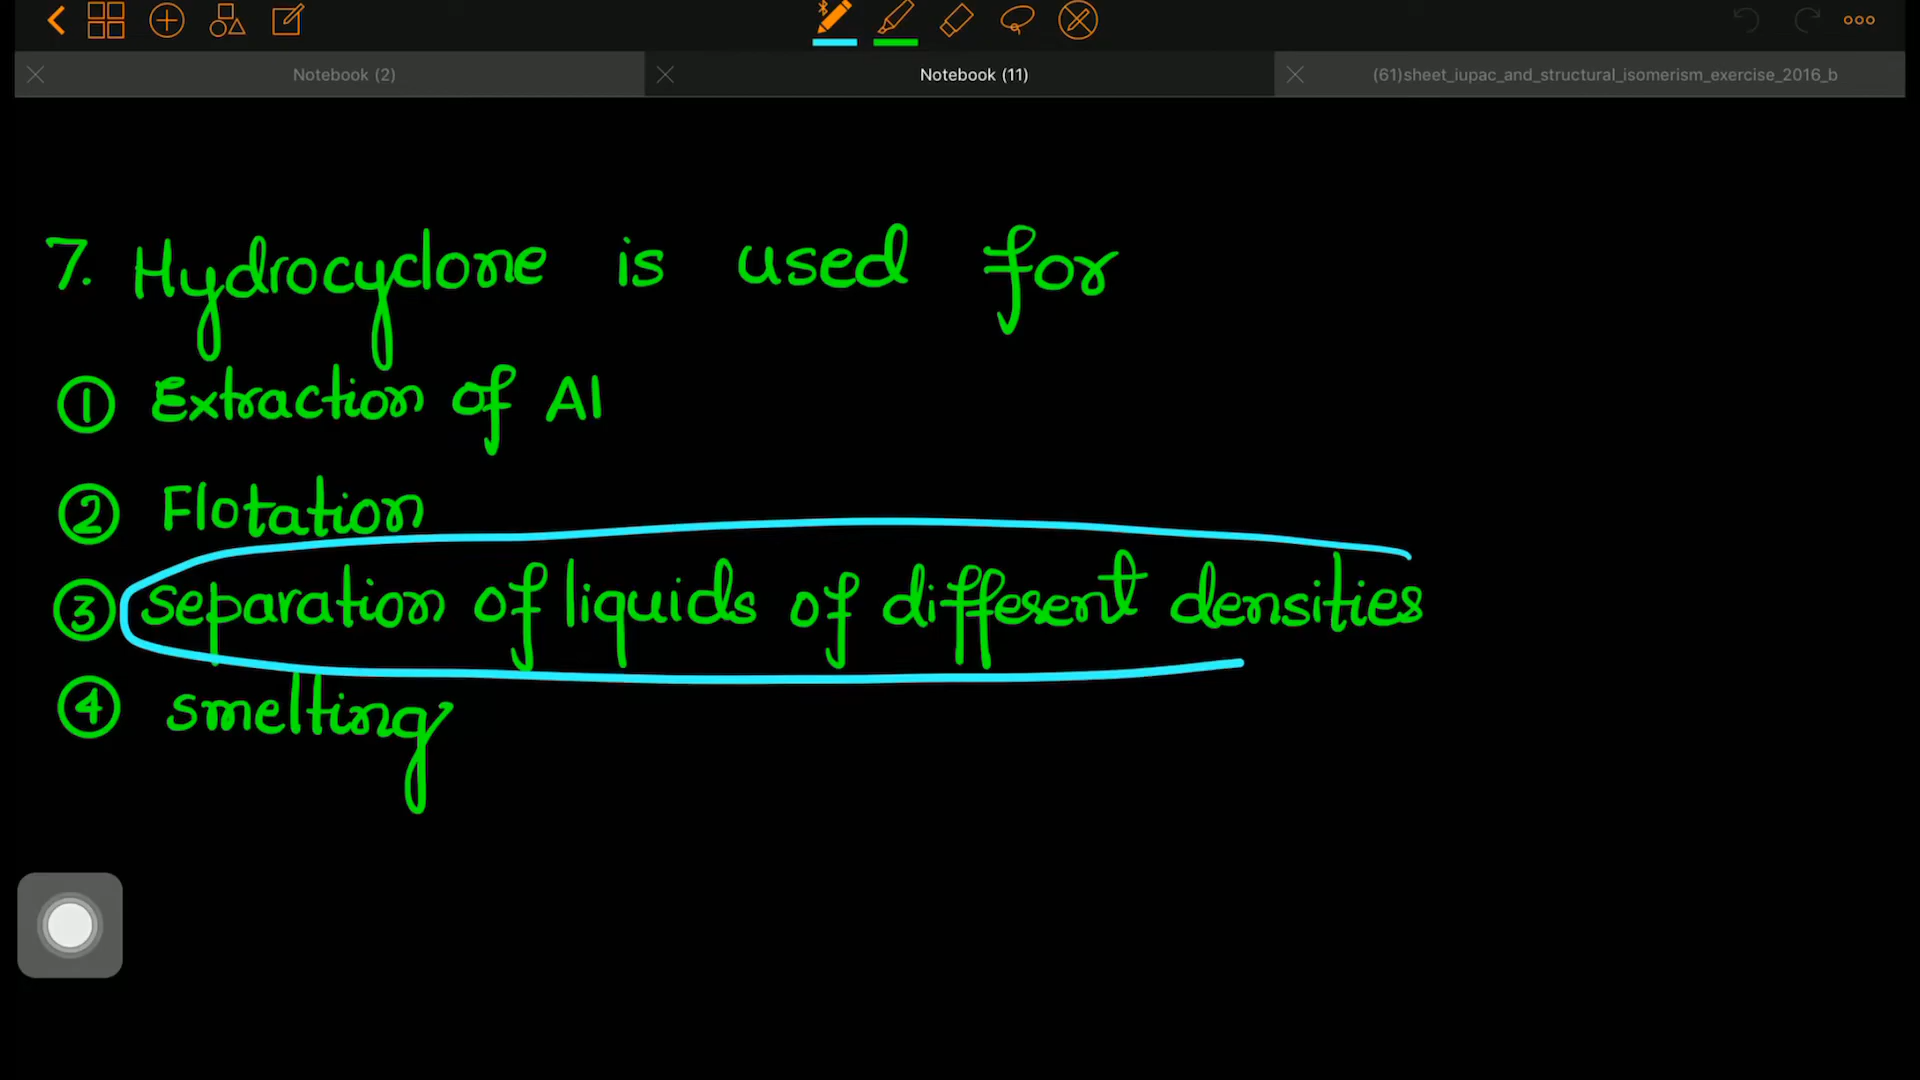 Notebook (2)
Notebook (11)
(61)sheet_iupac_and_structural_isomerism_exercise_2016_b
7. Hydrocyclone is used for
① Extraction of Al
② Flotation
③ Separation of liquids of different densities
④ smelting